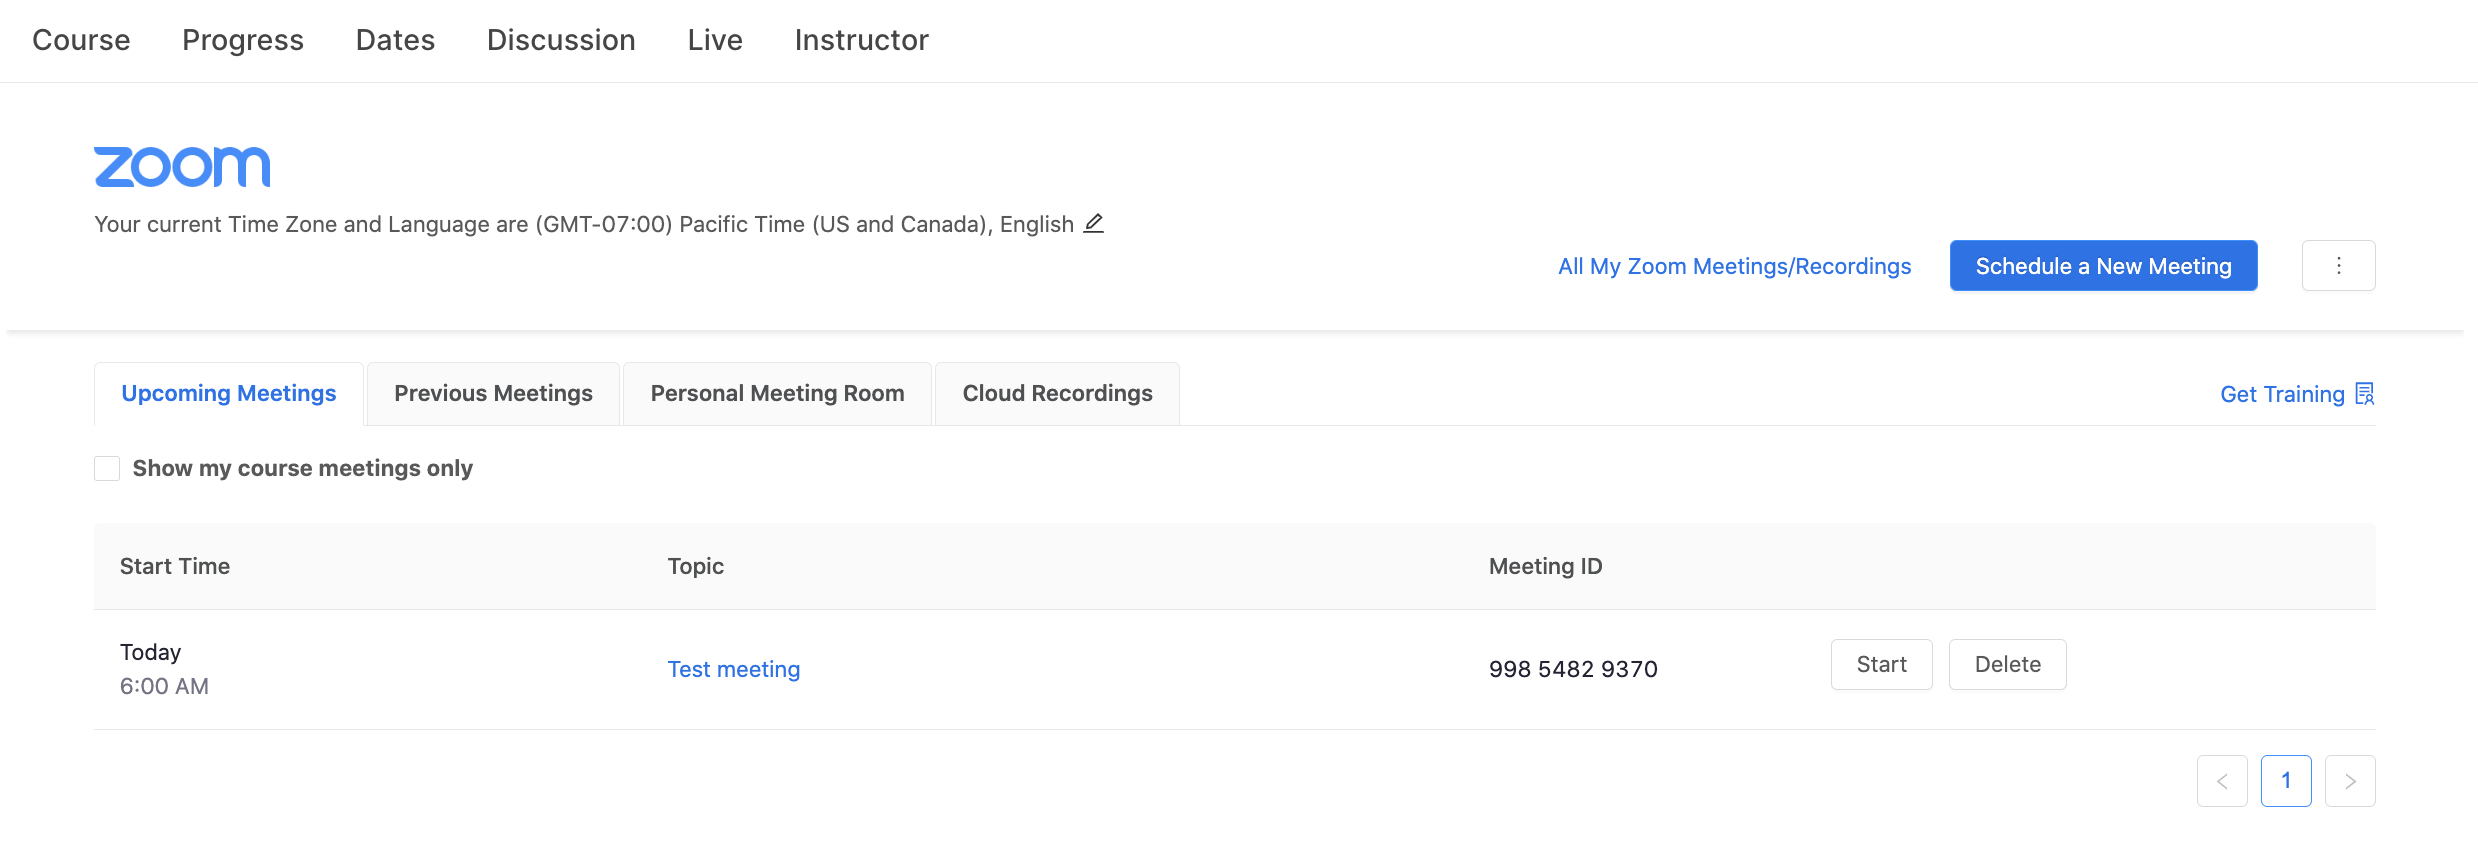 Course Progress Dates Discussion Live Instructor
zoom
Your current Time Zone and Language are (GMT-07:00) Pacific Time (US and Canada), English
All My Zoom Meetings/Recordings Schedule a New Meeting
Upcoming Meetings Previous Meetings Personal Meeting Room Cloud Recordings Get Training
Show my course meetings only
Start Time Topic Meeting ID
Today
6:00 AM
Test meeting
998 5482 9370
Start Delete
< 1 >